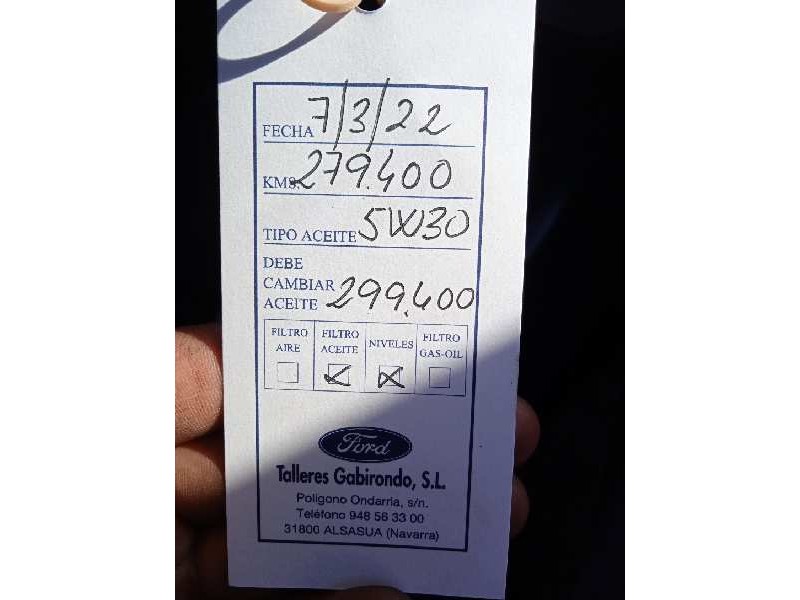 FECHA 7/3/22
KMS. 279.400
TIPO ACEITE 5W30
DEBE
CAMBIAR
ACEITE 299.400
FILTRO AIRE FILTRO ACEITE NIVELES FILTRO GAS-OIL
Ford
Talleres Gabirondo, S.L.
Polígono Ondarria, s/n.
Teléfono 948 56 33 00
31800 ALSASUA (Navarra)